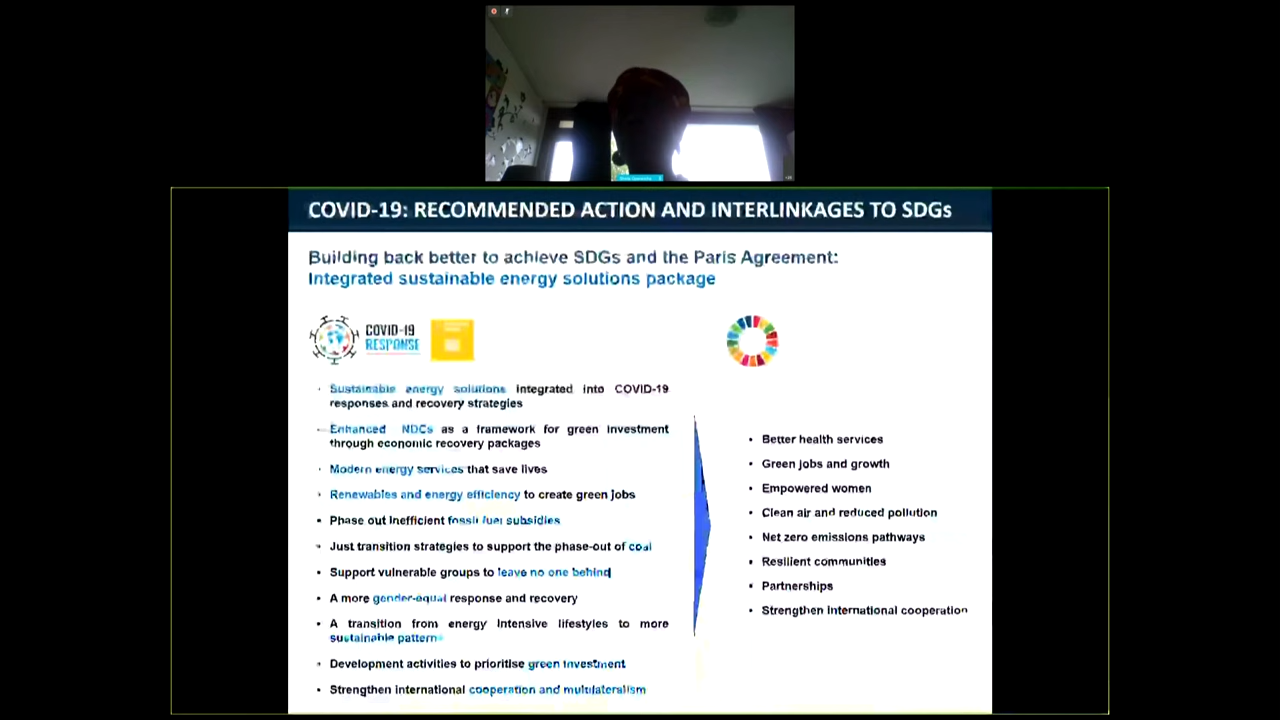 COVID-19: RECOMMENDED ACTION AND INTERLINKAGES TO SDGs
Building back better to achieve SDGs and the Paris Agreement:
Integrated sustainable energy solutions package
COVID-19
RESPONSE
· Sustainable energy solutions integrated into COVID-19
responses and recovery strategies
· Enhanced NDCs as a framework for green investment
through economic recovery packages
· Modern energy services that save lives
· Renewables and energy efficiency to create green jobs
• Phase out inefficient fossil fuel subsidies
• Just transition strategies to support the phase-out of coal
• Support vulnerable groups to leave no one behind
• A more gender-equal response and recovery
• A transition from energy intensive lifestyles to more
sustainable pattern
• Development activities to prioritise green investment
• Strengthen international cooperation and multilateralism
• Better health services
• Green jobs and growth
• Empowered women
• Clean air and reduced pollution
• Net zero emissions pathways
• Resilient communities
• Partnerships
• Strengthen international cooperation